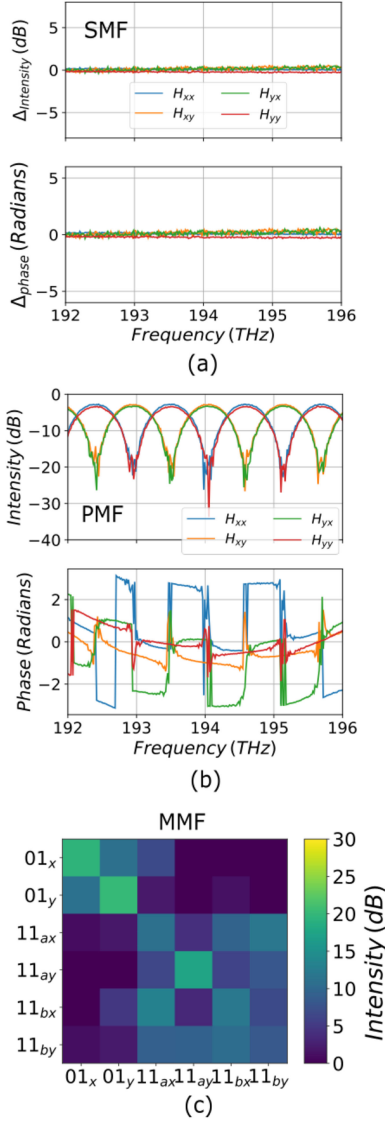 SMF
Δ_Intensity (dB)
5
0
−5
H_xx H_yx
H_xy H_yy
Δ_phase (Radians)
5
0
−5
192 193 194 195 196
Frequency (THz)
(a)
Intensity (dB)
0
−10
−20
−30
−40
PMF
H_xx H_yx
H_xy H_yy
Phase (Radians)
2
0
−2
192 193 194 195 196
Frequency (THz)
(b)
MMF
01_x
01_y
11_ax
11_ay
11_bx
11_by
01_x 01_y 11_ax 11_ay 11_bx 11_by
30
25
20
15
10
5
0
Intensity (dB)
(c)